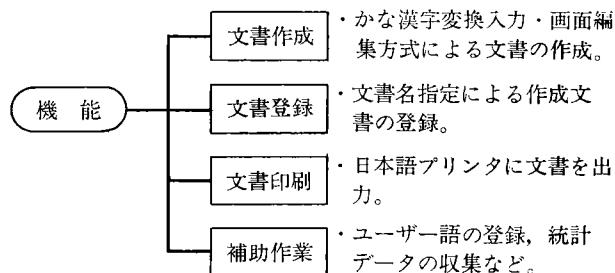 機 能
文書作成
・かな漢字変換入力・画面編
集方式による文書の作成。
文書登録
・文書名指定による作成文
書の登録。
文書印刷
・日本語プリンタに文書を出
力。
補助作業
・ユーザー語の登録，統計
データの収集など。